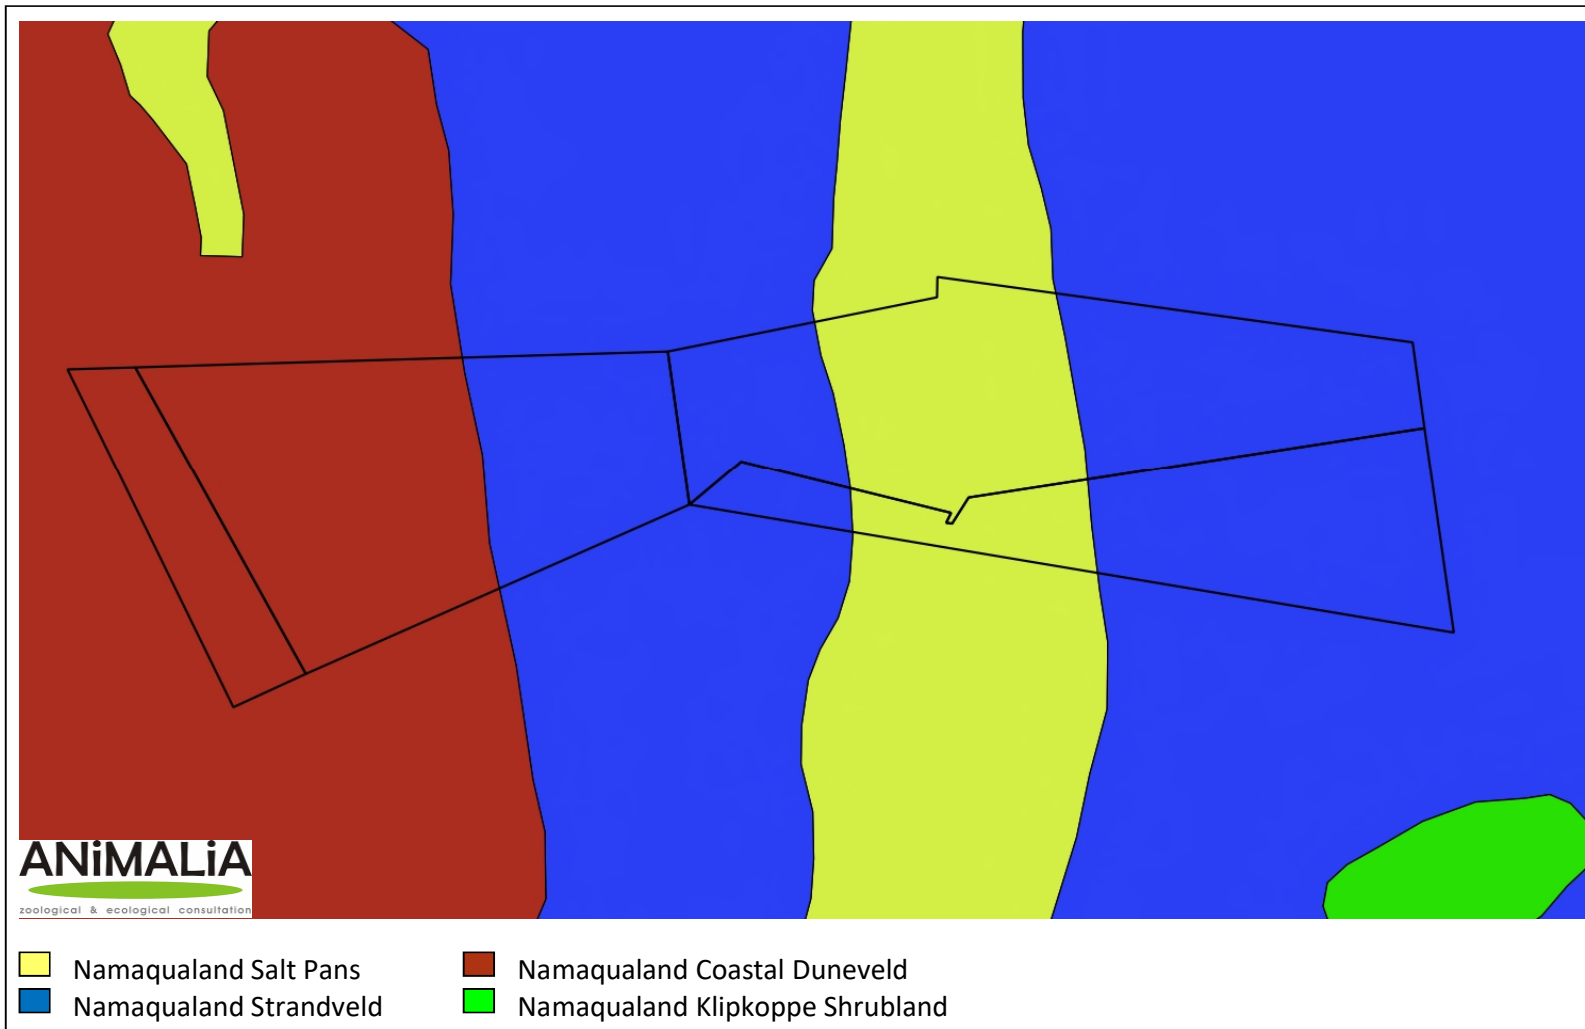 ANiMALiA
zoological & ecological consultation
Namaqualand Salt Pans
Namaqualand Coastal Duneveld
Namaqualand Strandveld
Namaqualand Klipkoppe Shrubland